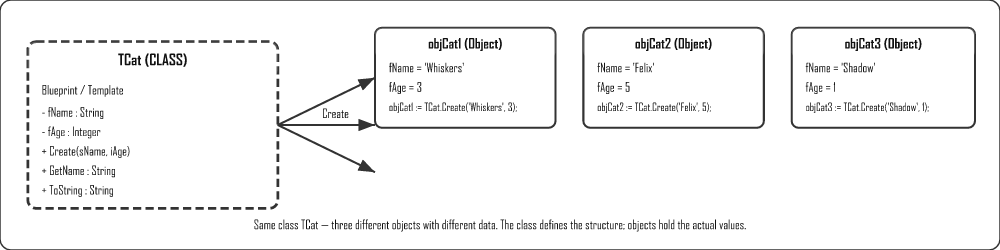 TCat (CLASS)
Blueprint / Template
- fName : String
- fAge : Integer
+ Create(sName, iAge)
+ GetName : String
+ ToString : String
Create
objCat1 (Object)
fName = 'Whiskers'
fAge = 3
objCat1 := TCat.Create('Whiskers', 3);
objCat2 (Object)
fName = 'Felix'
fAge = 5
objCat2 := TCat.Create('Felix', 5);
objCat3 (Object)
fName = 'Shadow'
fAge = 1
objCat3 := TCat.Create('Shadow', 1);
Same class TCat — three different objects with different data. The class defines the structure; objects hold the actual values.